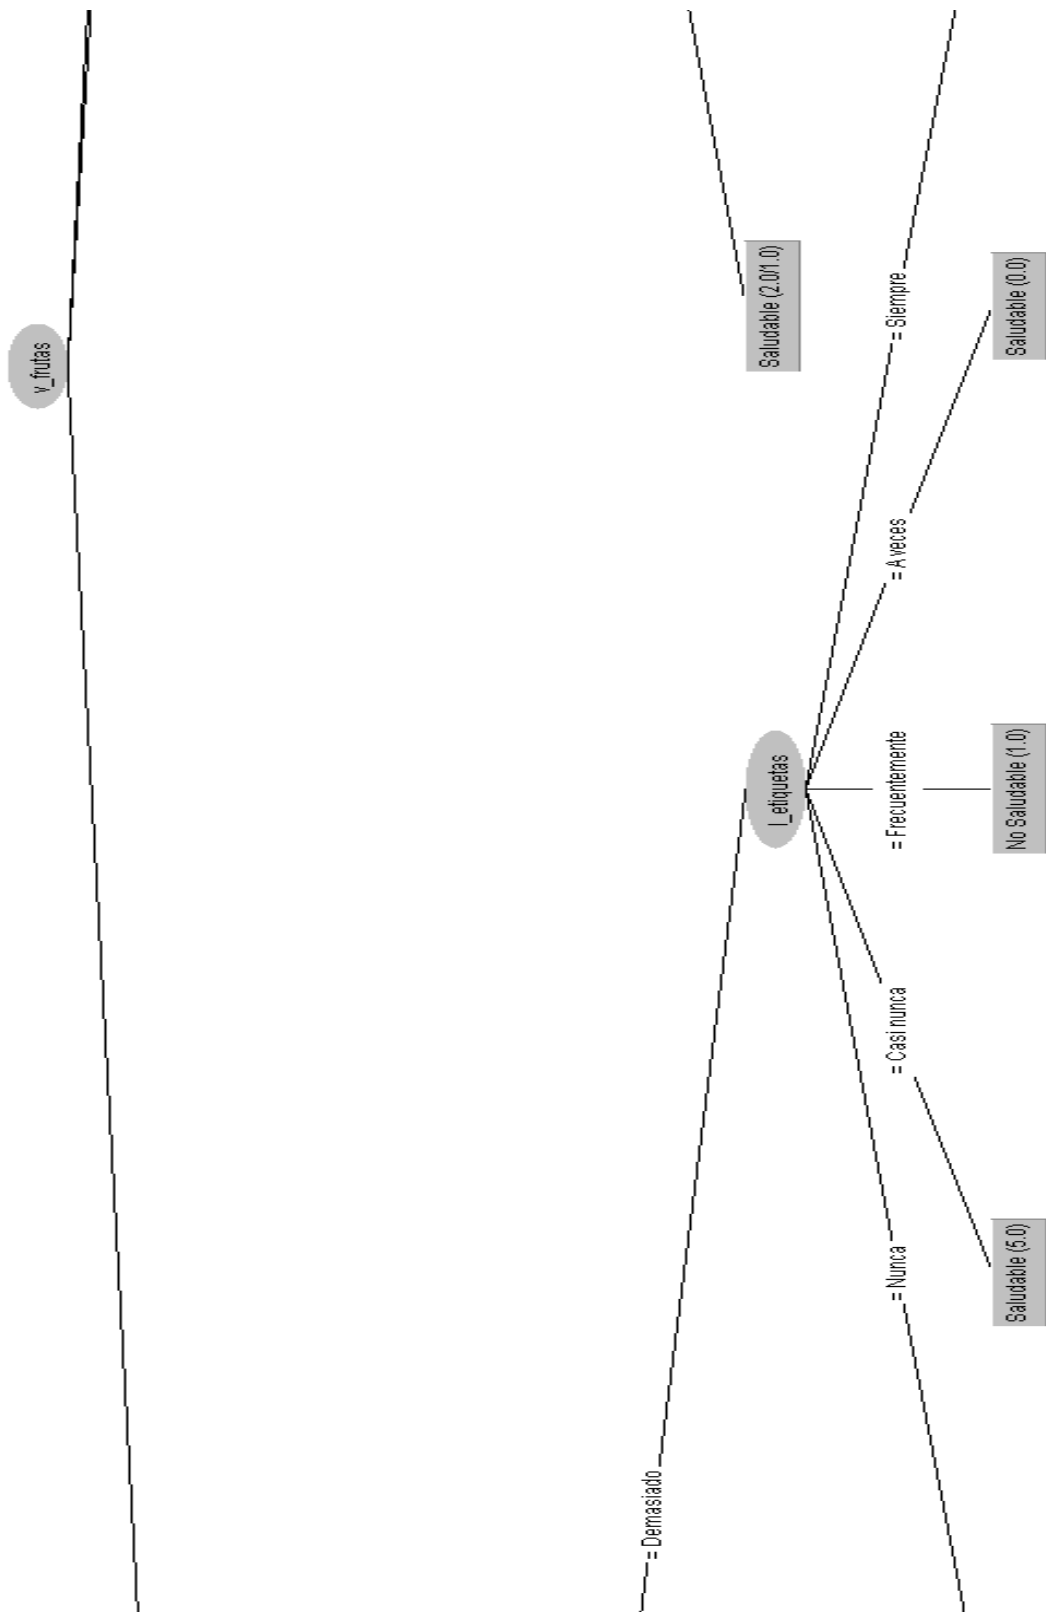 v_frutas
= Demasiado
l_etiquetas
Saludable (2.0/1.0)
= Nunca
= Casi nunca
= Frecuentemente
= A veces
= Siempre
Saludable (5.0)
No Saludable (1.0)
Saludable (0.0)